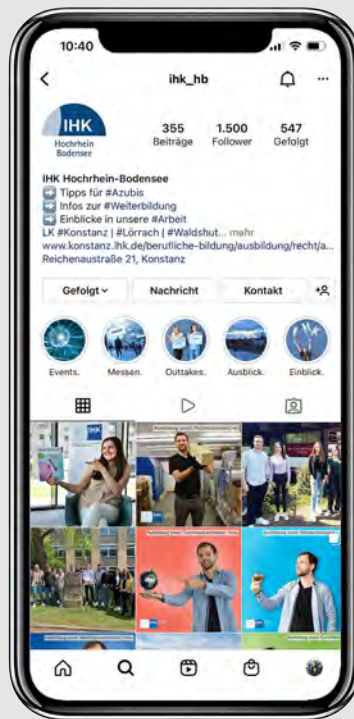 10:40
ihk_hb
IHK
Hochrhein
Bodensee
355 1.500 547
Beiträge Follower Gefolgt
IHK Hochrhein-Bodensee
➡️ Tipps für #Azubis
➡️ Infos zur #Weiterbildung
➡️ Einblicke in unsere #Arbeit
LK #Konstanz | #Lörrach | #Waldshut... mehr
www.konstanz.ihk.de/berufliche-bildung/ausbildung/recht/a...
Reichenaustraße 21, Konstanz
Gefolgt Nachricht Kontakt
Events. Messen. Outtakes. Ausblick. Einblick.
IHK